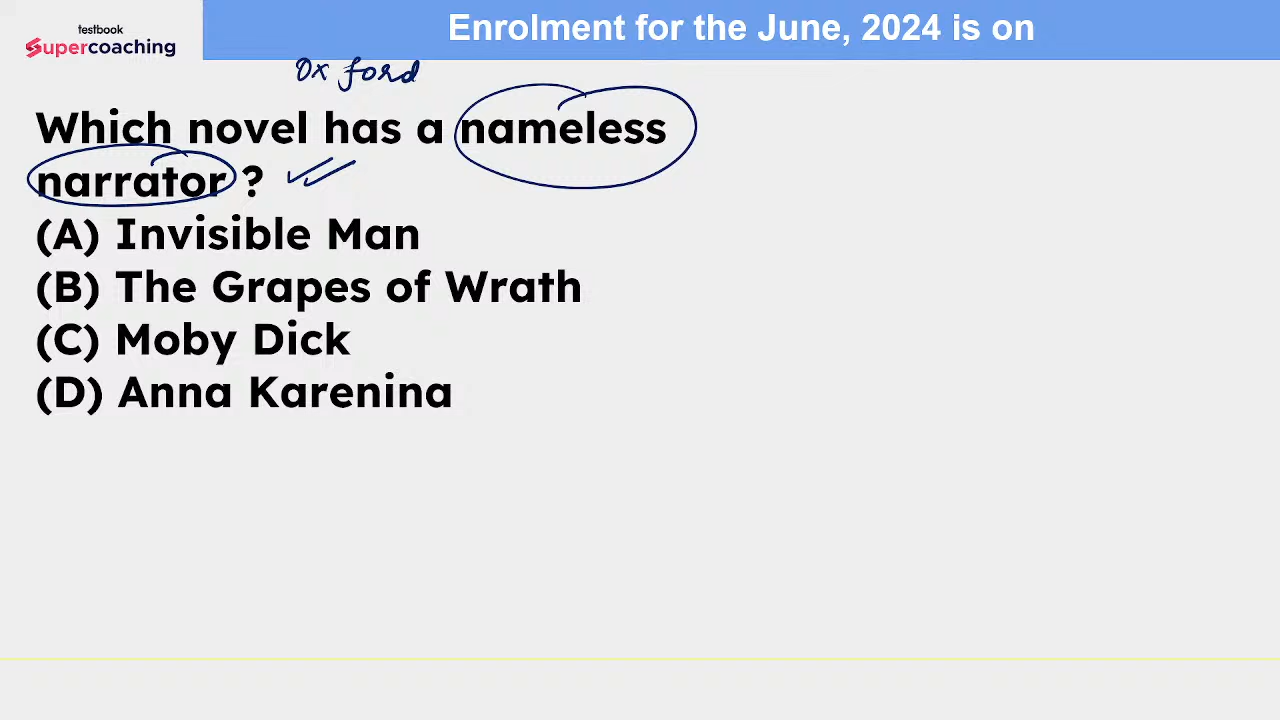 testbook
Supercoaching
Enrolment for the June, 2024 is on
Ox ford
Which novel has a nameless
narrator ?
(A) Invisible Man
(B) The Grapes of Wrath
(C) Moby Dick
(D) Anna Karenina